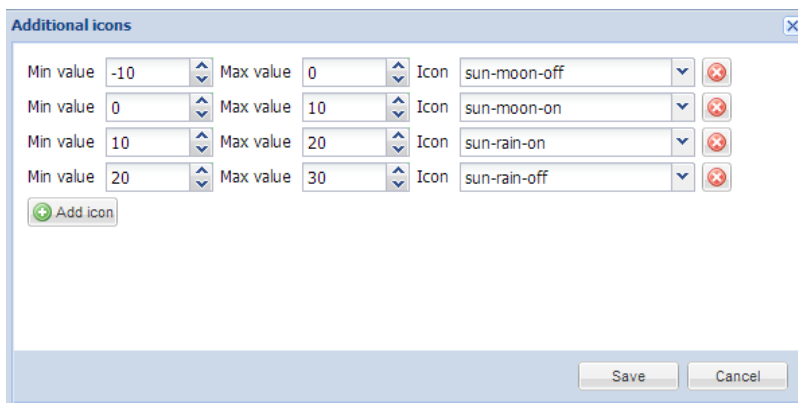 Additional icons
Min value -10 Max value 0 Icon sun-moon-off
Min value 0 Max value 10 Icon sun-moon-on
Min value 10 Max value 20 Icon sun-rain-on
Min value 20 Max value 30 Icon sun-rain-off
Add icon
Save Cancel